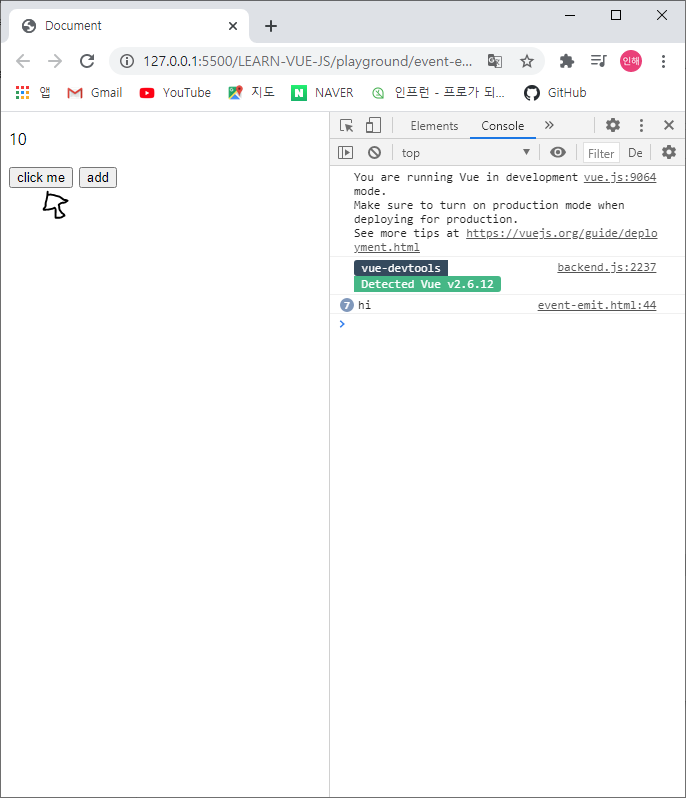 Document
127.0.0.1:5500/LEARN-VUE-JS/playground/event-e...
인해
앱 Gmail YouTube 지도 NAVER 인프런 - 프로가 되... GitHub
10
click me add
Elements Console
top Filter De
You are running Vue in development vue.js:9064
mode.
Make sure to turn on production mode when
deploying for production.
See more tips at https://vuejs.org/guide/deplo
yment.html
vue-devtools backend.js:2237
Detected Vue v2.6.12
7 hi event-emit.html:44